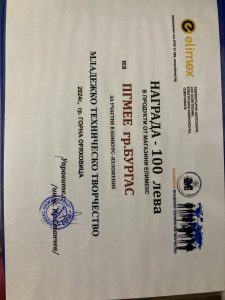 elimex
НАГРАДА - 100 лева
В ПРОДУКТИ ОТ МАГАЗИНИ ЕЛИМЕКС
на
ПГМЕЕ гр.БУРГАС
ЗА УЧАСТИЕ В КОНКУРС-ИЗЛОЖЕНИЕ
МЛАДЕЖКО ТЕХНИЧЕСКО ТВОРЧЕСТВО
2024г., гр. ГОРНА ОРЯХОВИЦА
Управител